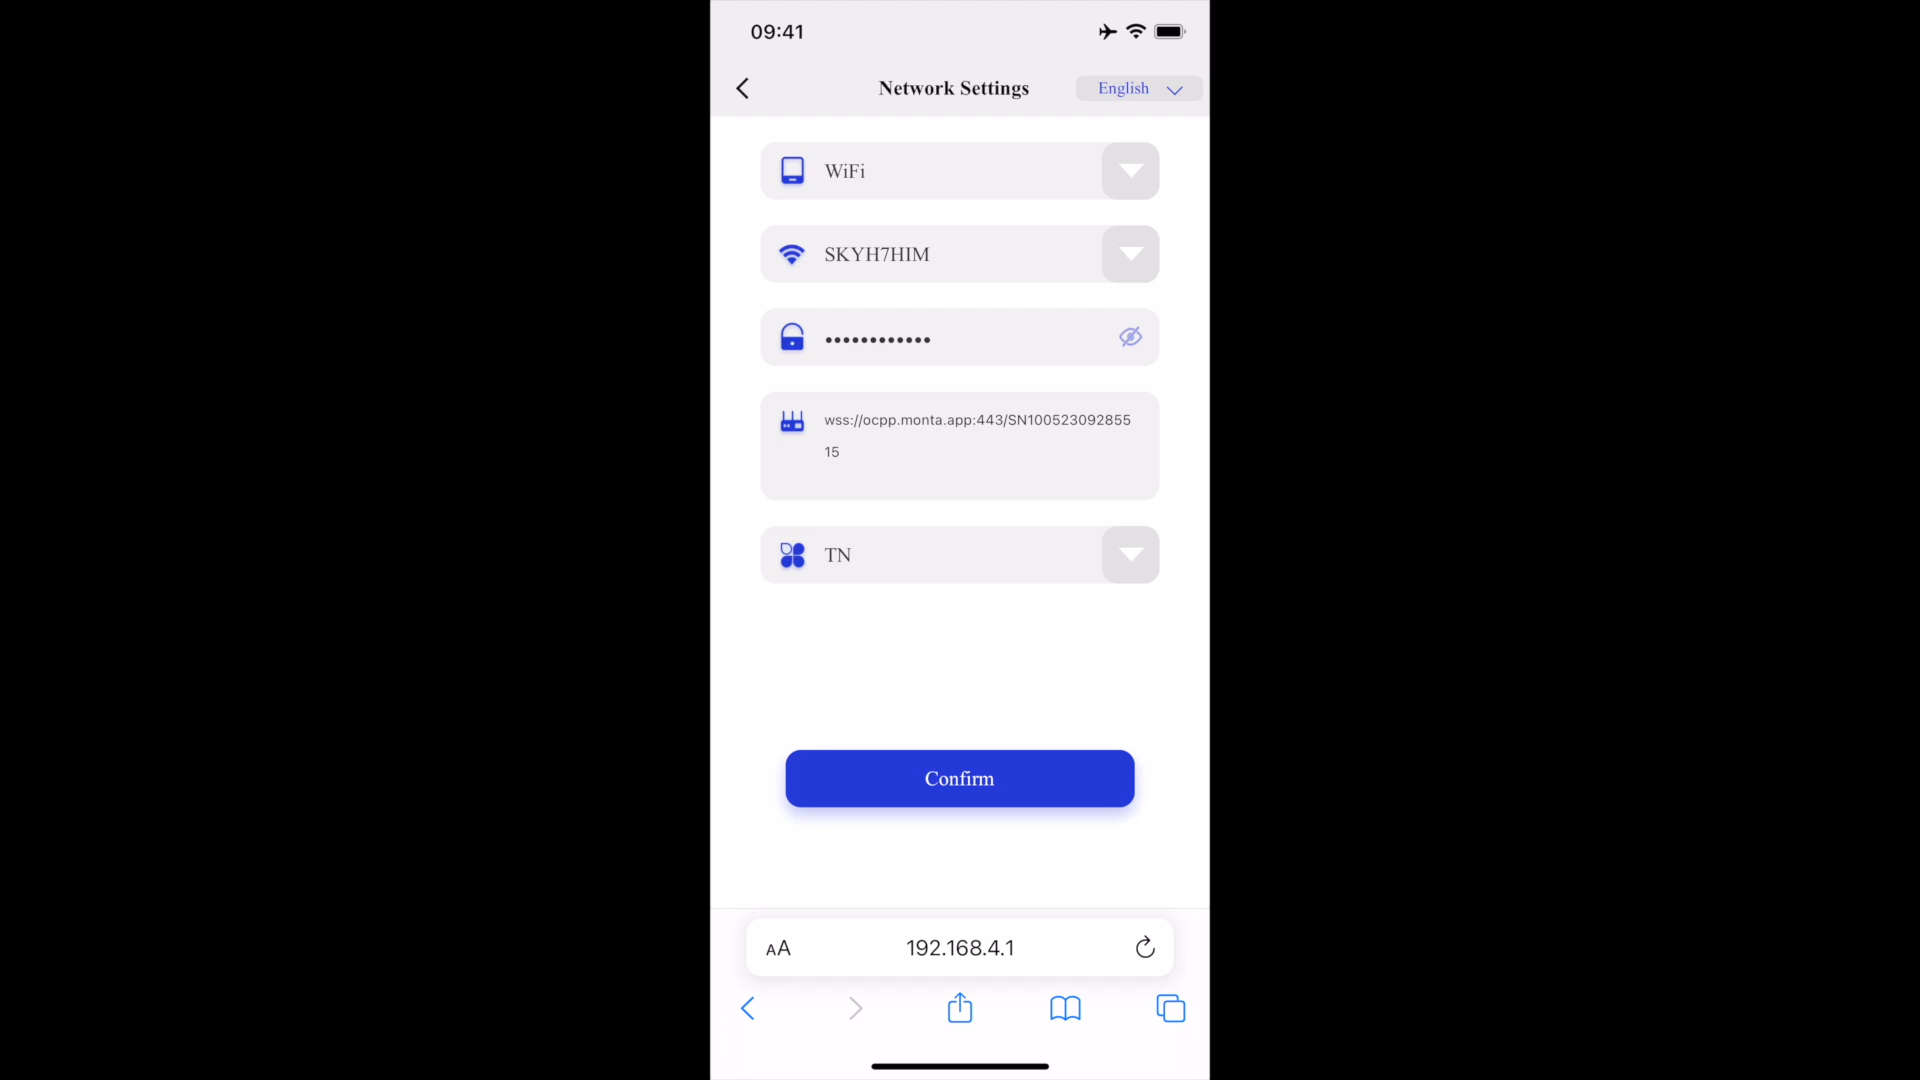 09:41
Network Settings
English
WiFi
SKYH7HIM
••••••••••••
wss://ocpp.monta.app:443/SN100523092855
15
TN
Confirm
AA
192.168.4.1